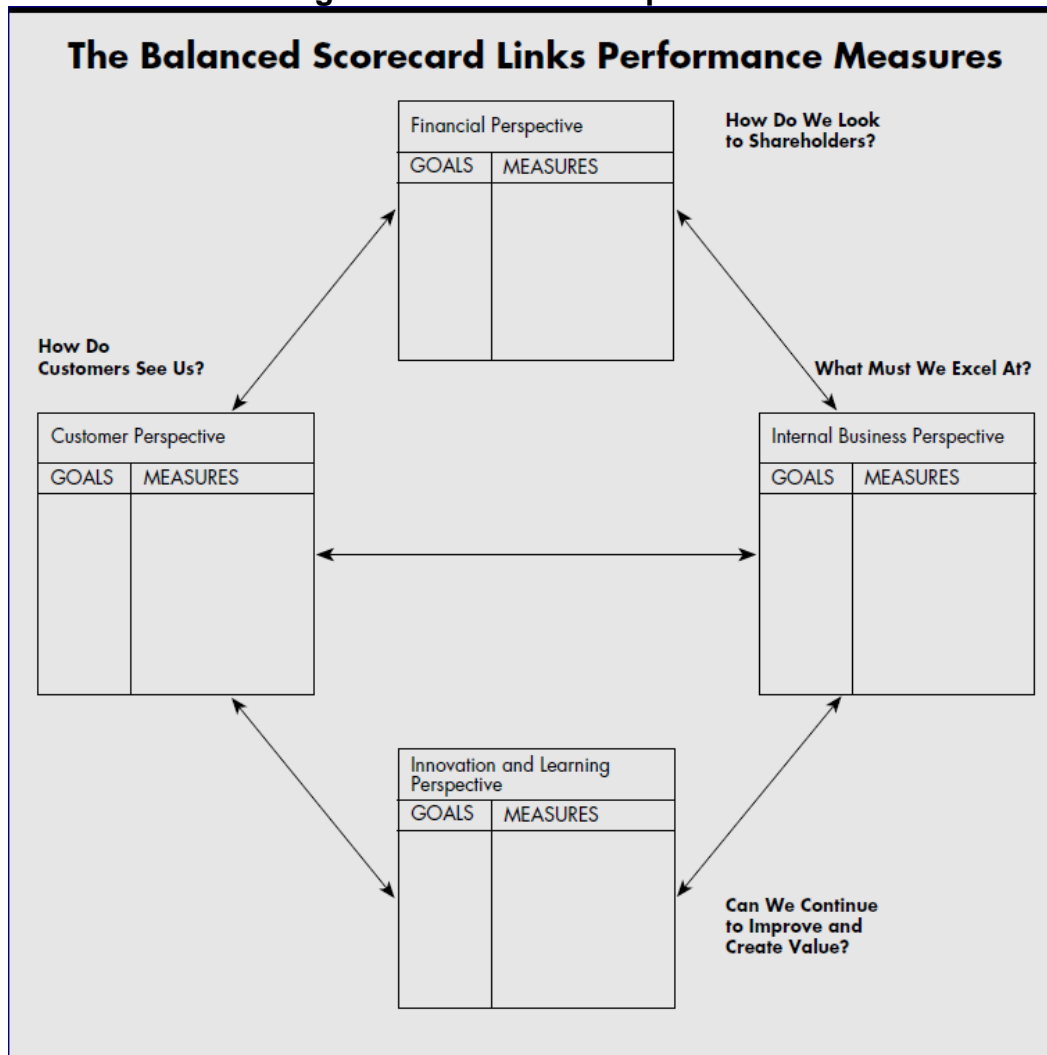 The Balanced Scorecard Links Performance Measures
Financial Perspective
GOALS MEASURES
How Do We Look
to Shareholders?
How Do
Customers See Us?
What Must We Excel At?
Customer Perspective
GOALS MEASURES
Internal Business Perspective
GOALS MEASURES
Innovation and Learning
Perspective
GOALS MEASURES
Can We Continue
to Improve and
Create Value?